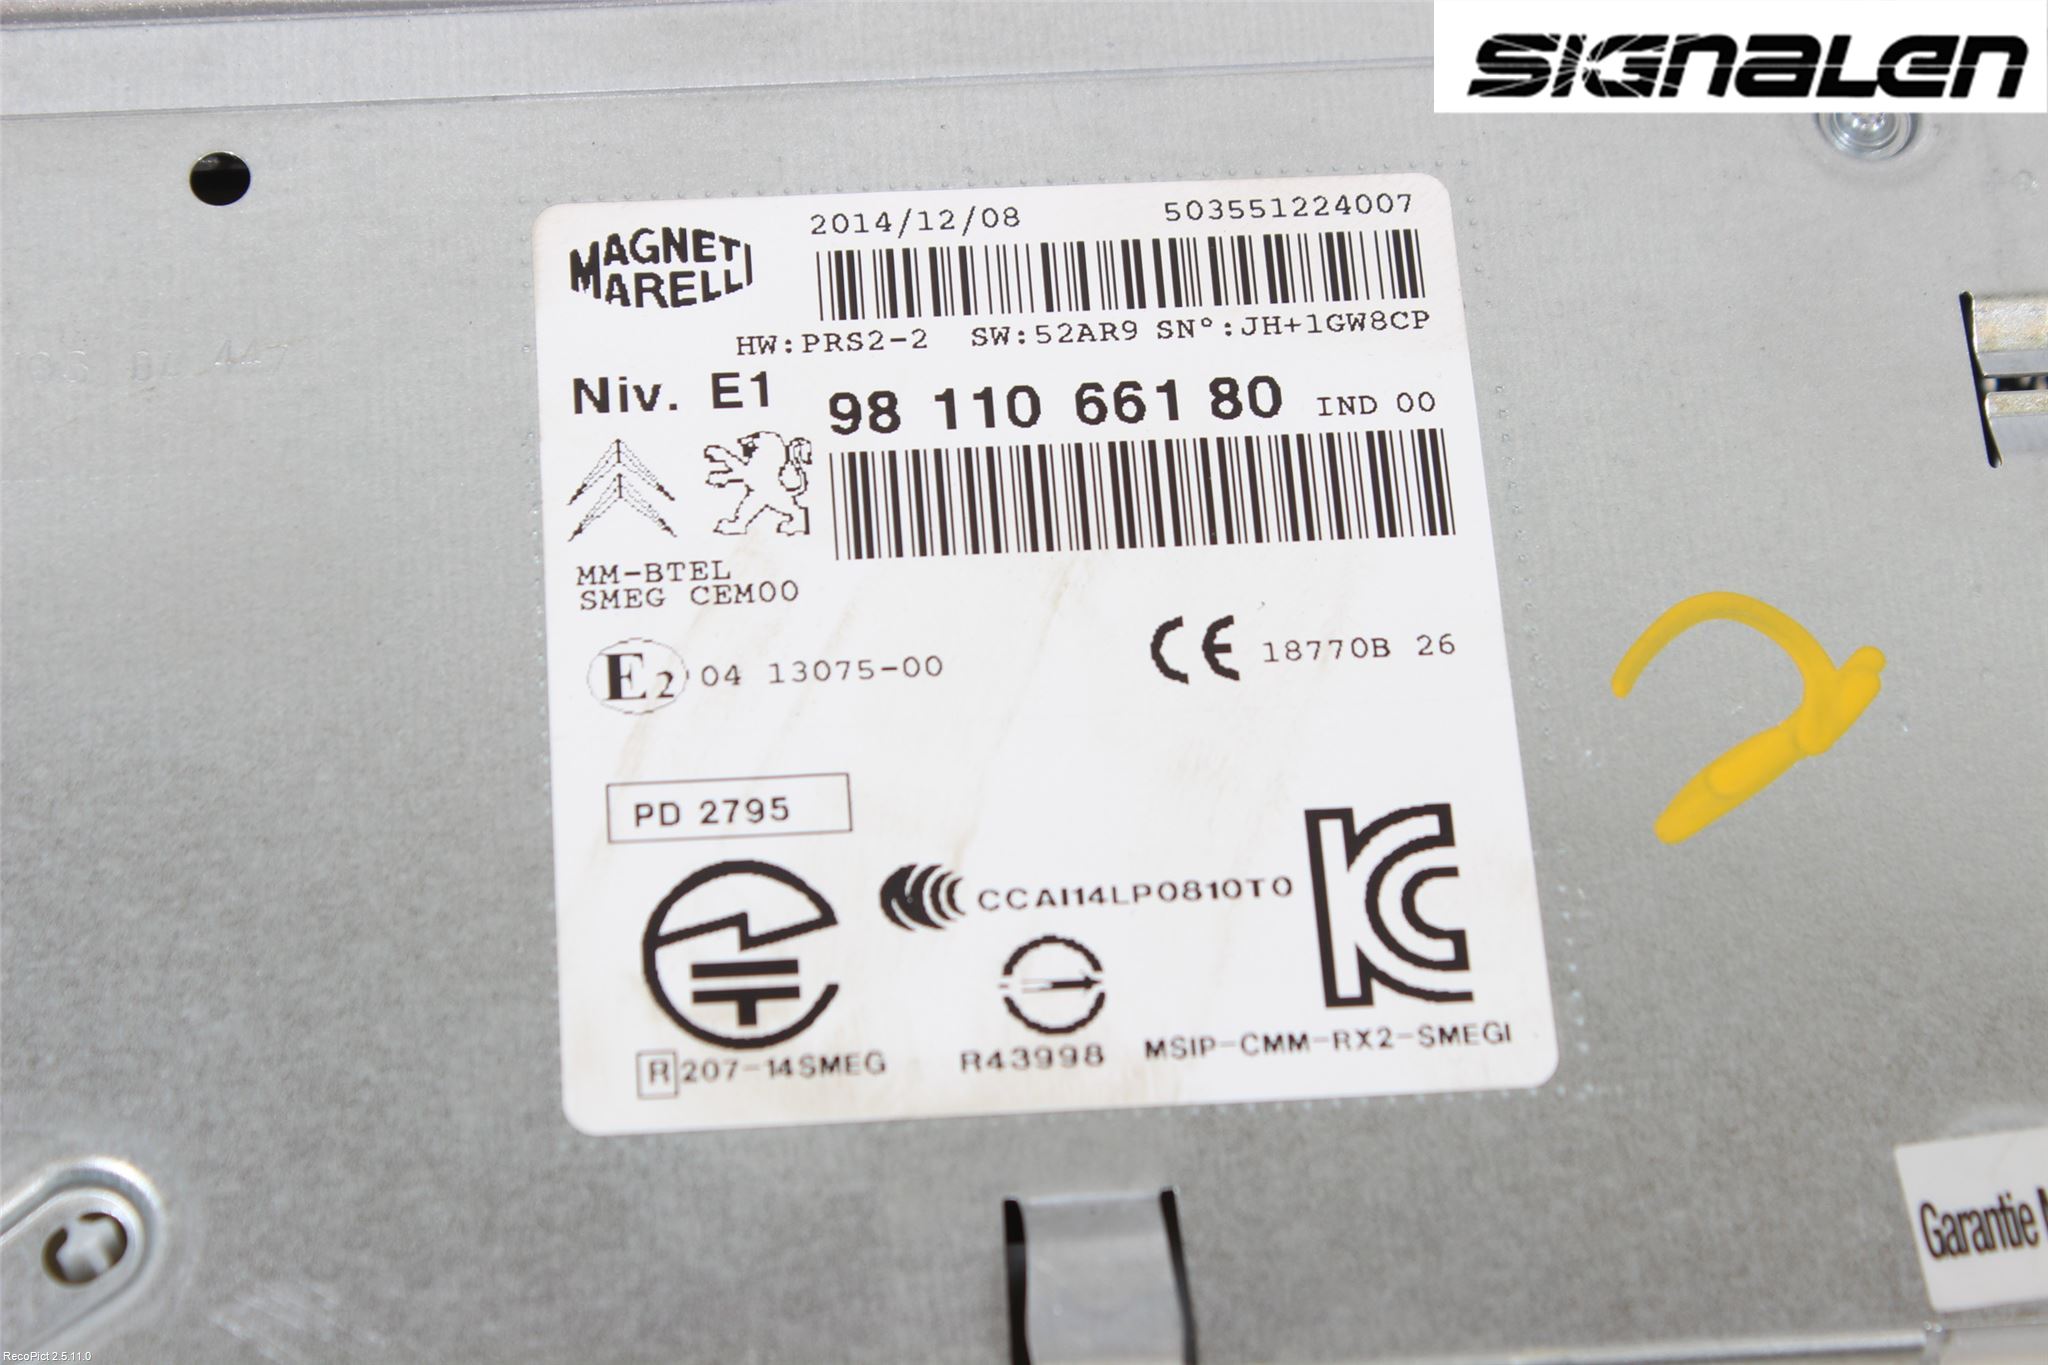 SIGNALEN
2014/12/08 503551224007
MAGNETI
MARELLI
HW:PRS2-2 SW:52AR9 SN°:JH+1GW8CP
Niv. E1 98 110 661 80 IND 00
MM-BTEL
SMEG CEM00
E2 04 13075-00 CE 18770B 26
PD 2795
CCAI14LP0810T0
KC
R 207-14SMEG R43998 MSIP-CMM-RX2-SMEG1
Garantie
RecoPict 2.5.11.0